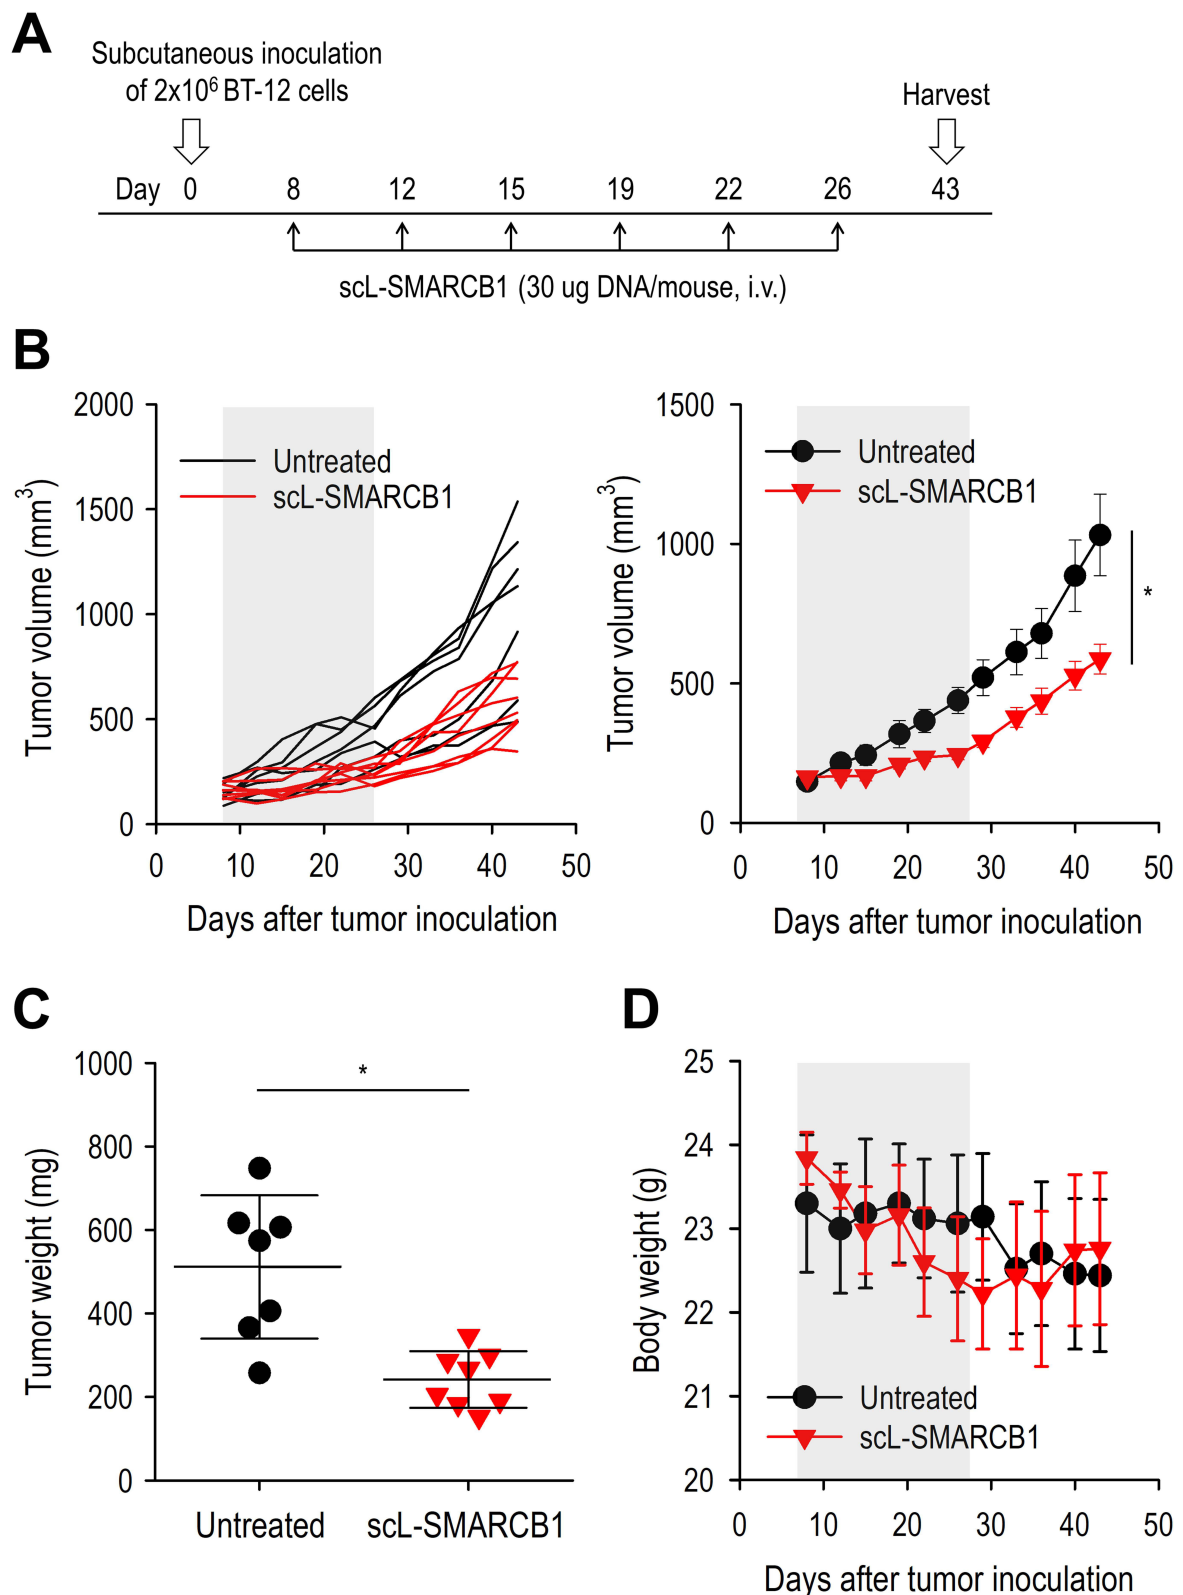 A
Subcutaneous inoculation
of 2x10⁶ BT-12 cells
Harvest
Day 0 8 12 15 19 22 26 43
scL-SMARCB1 (30 ug DNA/mouse, i.v.)
B
2000
1500
1000
500
0
0 10 20 30 40 50
Tumor volume (mm³)
Untreated
scL-SMARCB1
Days after tumor inoculation
1500
1000
500
0
0 10 20 30 40 50
Tumor volume (mm³)
Untreated
scL-SMARCB1
*
Days after tumor inoculation
C
1000
800
600
400
200
0
Tumor weight (mg)
*
Untreated scL-SMARCB1
D
25
24
23
22
21
20
0 10 20 30 40 50
Body weight (g)
Untreated
scL-SMARCB1
Days after tumor inoculation